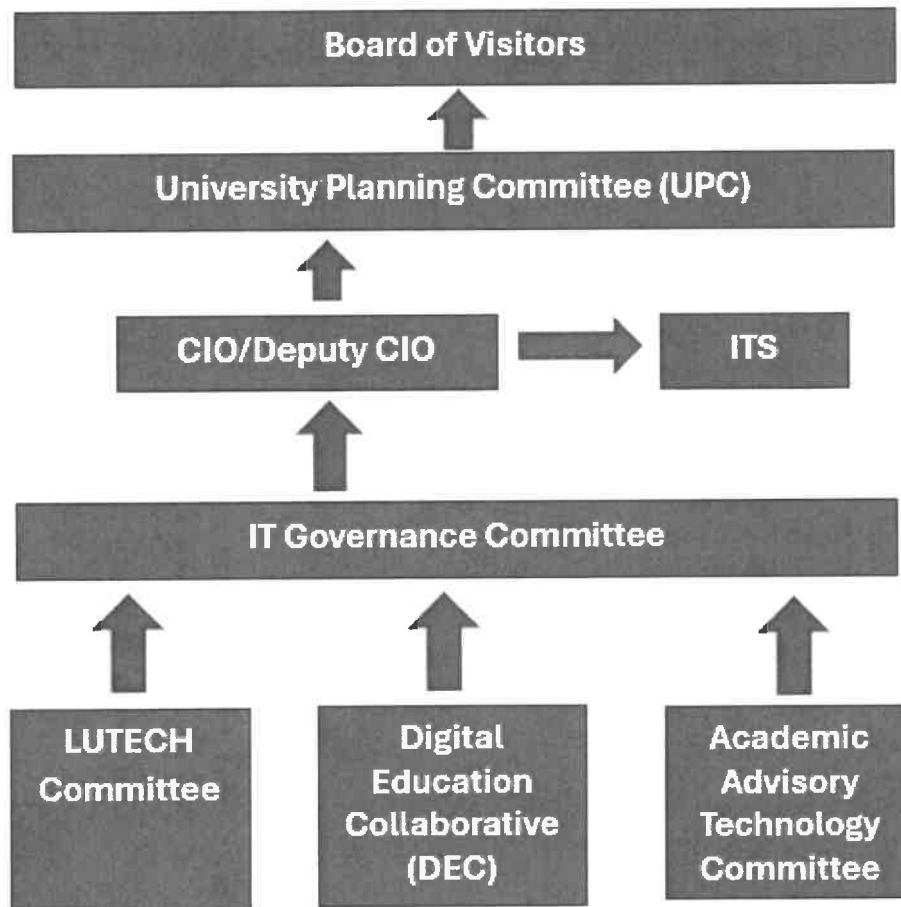 Board of Visitors
University Planning Committee (UPC)
CIO/Deputy CIO
ITS
IT Governance Committee
LUTECH
Committee
Digital
Education
Collaborative
(DEC)
Academic
Advisory
Technology
Committee